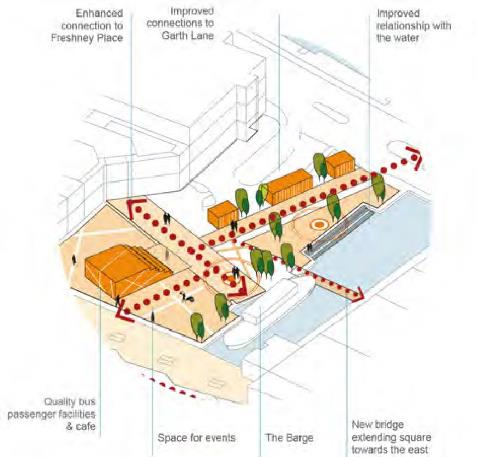 Enhanced
connection to
Freshney Place
Improved
connections to
Garth Lane
Improved
relationship with
the water
Quality bus
passenger facilities
& cafe
Space for events
The Barge
New bridge
extending square
towards the east